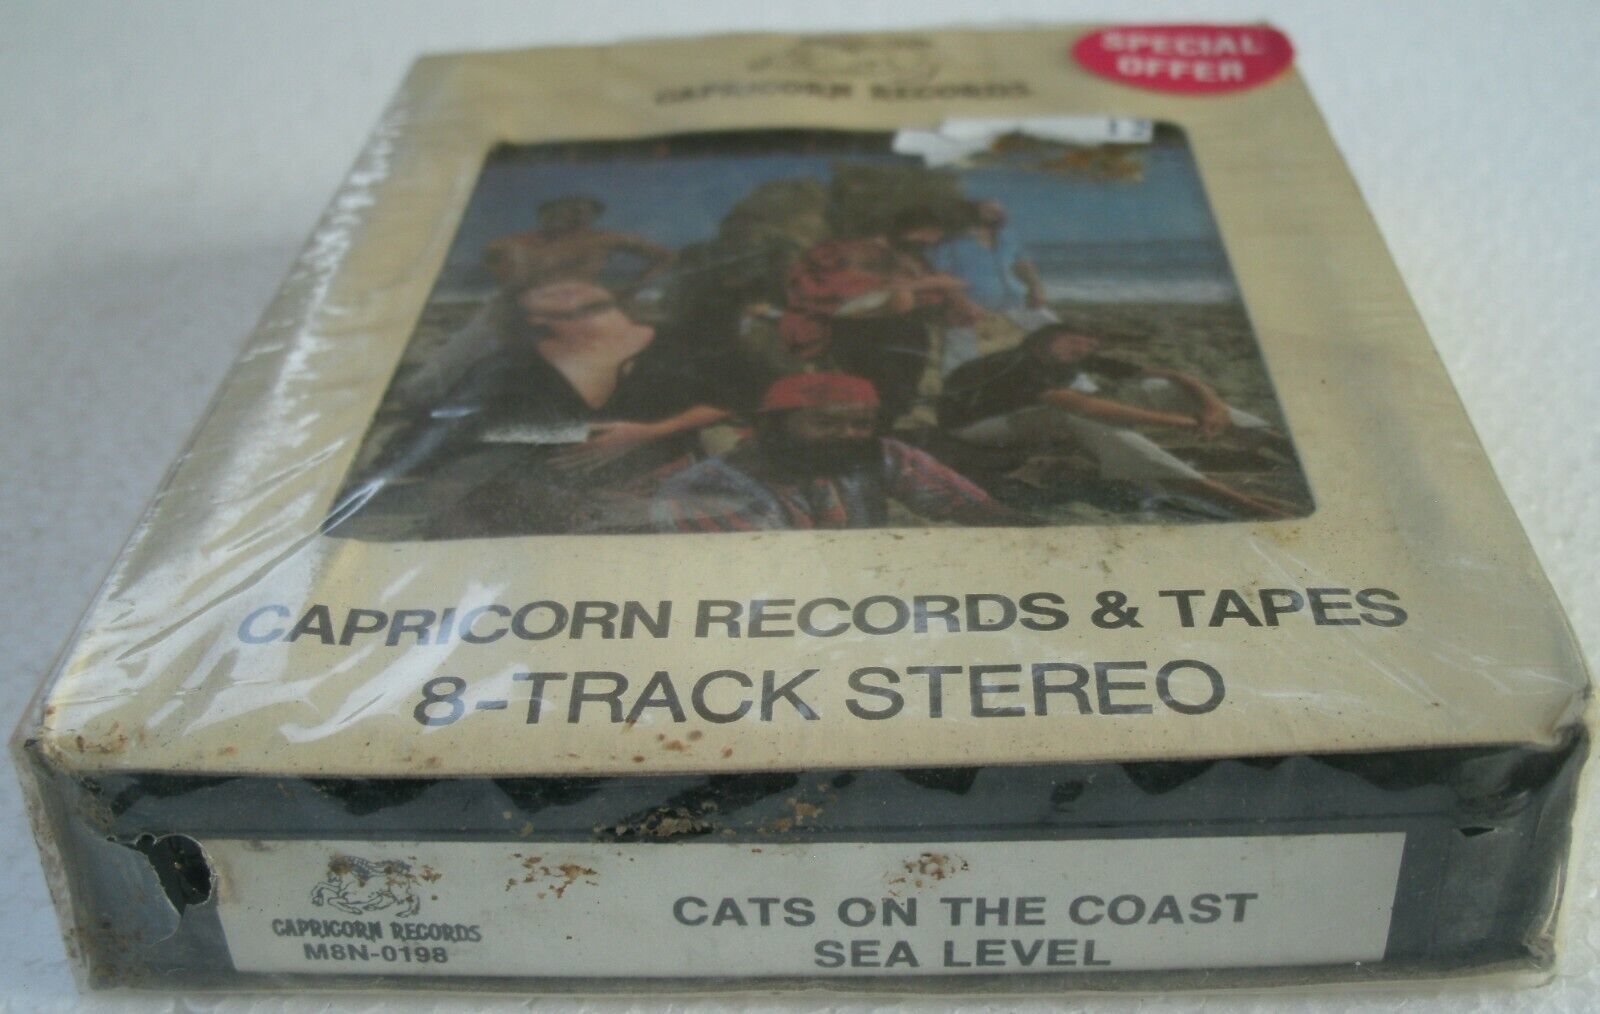 SPECIAL
OFFER
CAPRICORN RECORDS
12
CAPRICORN RECORDS & TAPES
8-TRACK STEREO
CAPRICORN RECORDS
M8N-0198
CATS ON THE COAST
SEA LEVEL